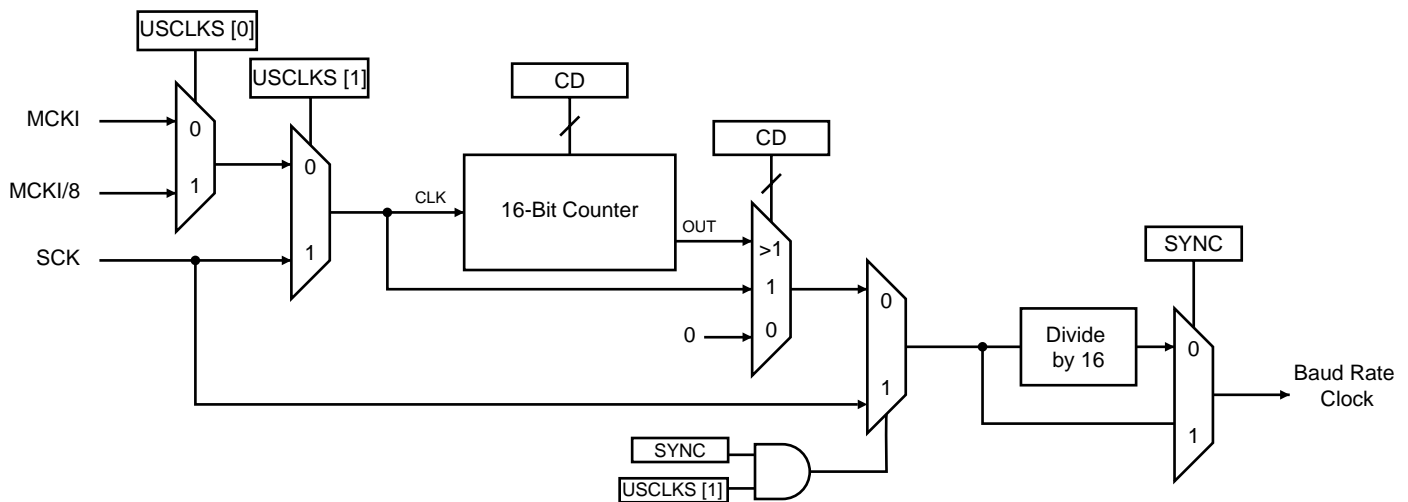 USCLKS [0]
USCLKS [1]
CD
CD
MCKI
0
0
MCKI/8
1
CLK
16-Bit Counter
OUT
SCK
1
>1
SYNC
1
0
0
0
Divide
by 16
0
1
Baud Rate
Clock
1
SYNC
USCLKS [1]